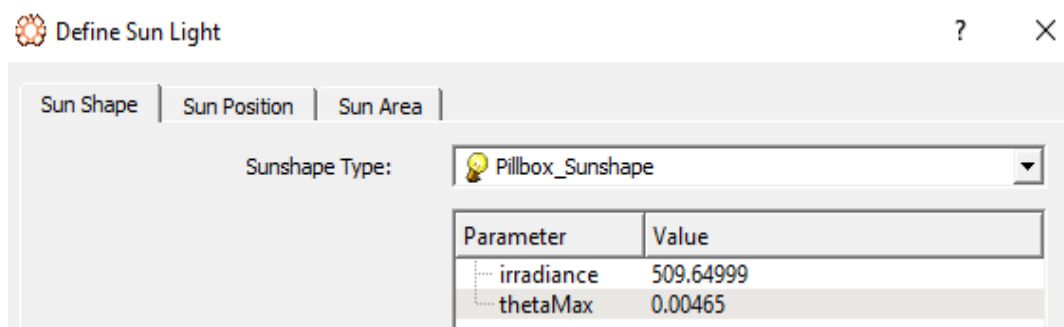 Define Sun Light ?
Sun Shape Sun Position Sun Area
Sunshape Type: Pillbox_Sunshape
Parameter Value
irradiance 509.64999
thetaMax 0.00465